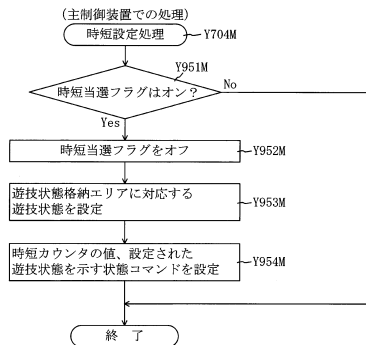 (主制御装置での処理)
時短設定処理
Y704M
Y951M
時短当選フラグはオン?
No
Yes
時短当選フラグをオフ
Y952M
遊技状態格納エリアに対応する
遊技状態を設定
Y953M
時短カウンタの値、設定された
遊技状態を示す状態コマンドを設定
Y954M
終 了